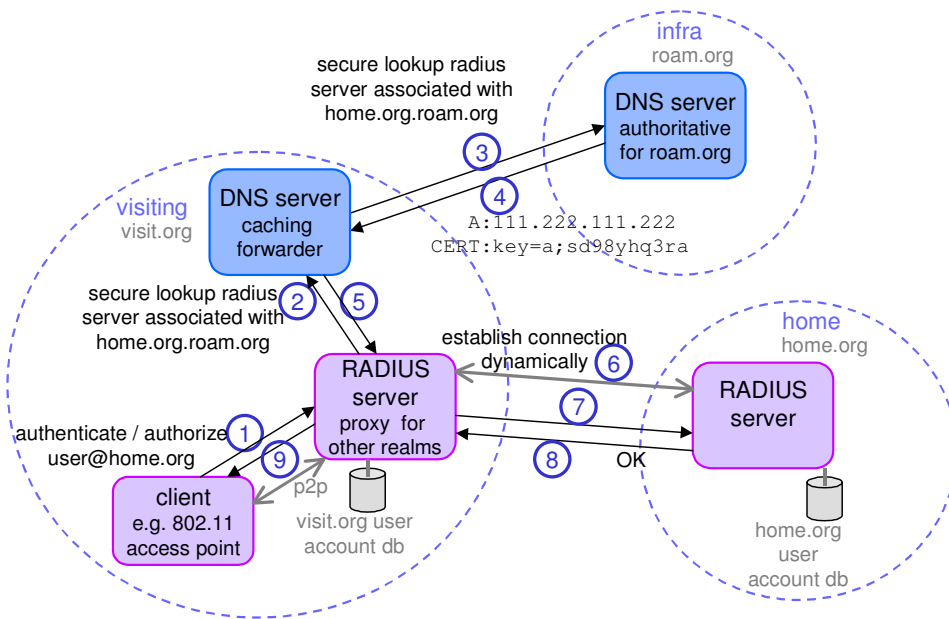 infra
roam.org
secure lookup radius
server associated with
home.org.roam.org
DNS server
authoritative
for roam.org
3
4
A:111.222.111.222
CERT:key=a;sd98yhq3ra
visiting
visit.org
DNS server
caching
forwarder
2
5
secure lookup radius
server associated with
home.org.roam.org
establish connection
dynamically
6
home
home.org
RADIUS
server
proxy for
other realms
RADIUS
server
7
8
OK
authenticate / authorize
user@home.org
1
9
p2p
client
e.g. 802.11
access point
visit.org user
account db
home.org
user
account db